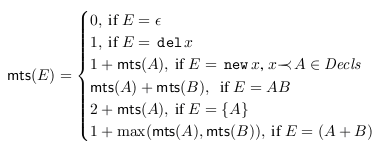 0, if E = ϵ
1, if E = del x
1 + mts(A), if E = new x, x⤙A ∈ Decls
mts(E) = { mts(A) + mts(B), if E = AB
2 + mts(A), if E = {A}
1 + max(mts(A), mts(B)), if E = (A + B)